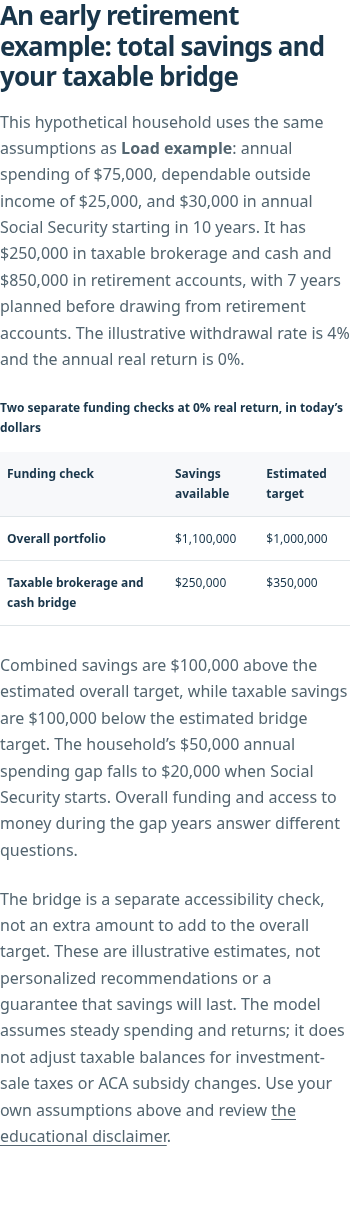 An early retirement
example: total savings and
your taxable bridge
This hypothetical household uses the same
assumptions as Load example: annual
spending of $75,000, dependable outside
income of $25,000, and $30,000 in annual
Social Security starting in 10 years. It has
$250,000 in taxable brokerage and cash and
$850,000 in retirement accounts, with 7 years
planned before drawing from retirement
accounts. The illustrative withdrawal rate is 4%
and the annual real return is 0%.
Two separate funding checks at 0% real return, in today’s
dollars
Funding check Savings available Estimated target
Overall portfolio $1,100,000 $1,000,000
Taxable brokerage and cash bridge $250,000 $350,000
Combined savings are $100,000 above the
estimated overall target, while taxable savings
are $100,000 below the estimated bridge
target. The household’s $50,000 annual
spending gap falls to $20,000 when Social
Security starts. Overall funding and access to
money during the gap years answer different
questions.
The bridge is a separate accessibility check,
not an extra amount to add to the overall
target. These are illustrative estimates, not
personalized recommendations or a
guarantee that savings will last. The model
assumes steady spending and returns; it does
not adjust taxable balances for investment-
sale taxes or ACA subsidy changes. Use your
own assumptions above and review the
educational disclaimer.